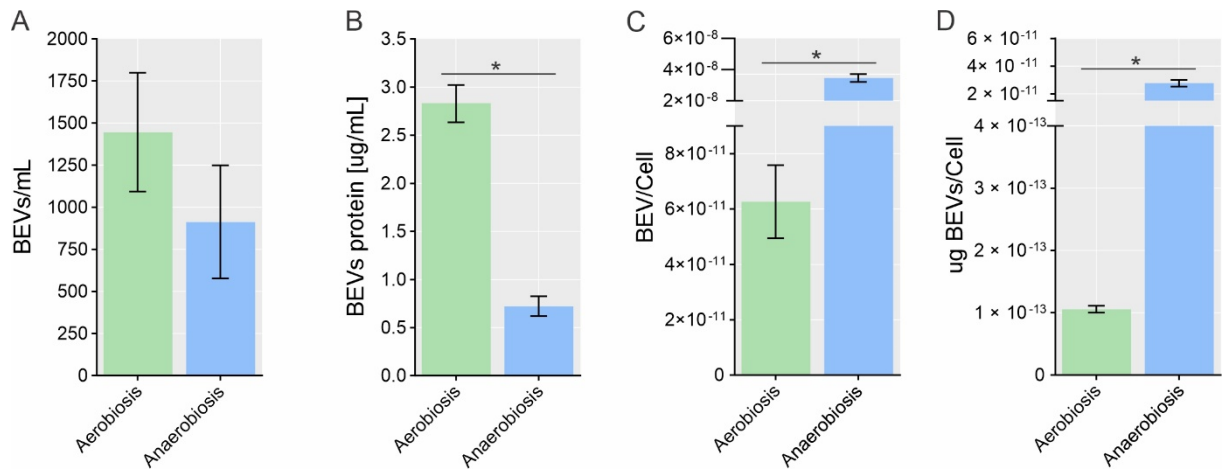 A
BEVs/mL
2000
1750
1500
1250
1000
750
500
250
0
Aerobiosis
Anaerobiosis
B
BEVs protein [ug/mL]
3.5
3.0
2.5
2.0
1.5
1.0
0.5
0.0
*
Aerobiosis
Anaerobiosis
C
BEV/Cell
6×10⁻⁸
4×10⁻⁸
2×10⁻⁸
8×10⁻¹¹
6×10⁻¹¹
4×10⁻¹¹
2×10⁻¹¹
0
*
Aerobiosis
Anaerobiosis
D
ug BEVs/Cell
6× 10⁻¹¹
4× 10⁻¹¹
2× 10⁻¹¹
4× 10⁻¹³
3× 10⁻¹³
2× 10⁻¹³
1× 10⁻¹³
0
*
Aerobiosis
Anaerobiosis